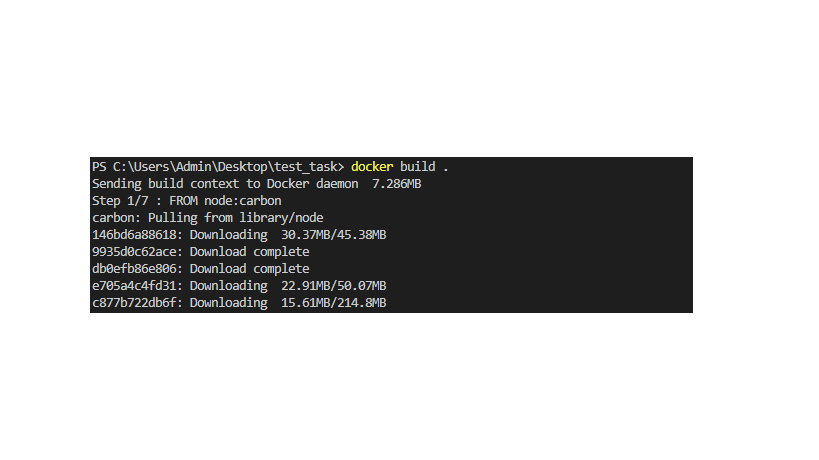 PS C:\Users\Admin\Desktop\test_task> docker build .
Sending build context to Docker daemon  7.286MB
Step 1/7 : FROM node:carbon
carbon: Pulling from library/node
146bd6a88618: Downloading  30.37MB/45.38MB
9935d0c62ace: Download complete
db0efb86e806: Download complete
e705a4c4fd31: Downloading  22.91MB/50.07MB
c877b722db6f: Downloading  15.61MB/214.8MB